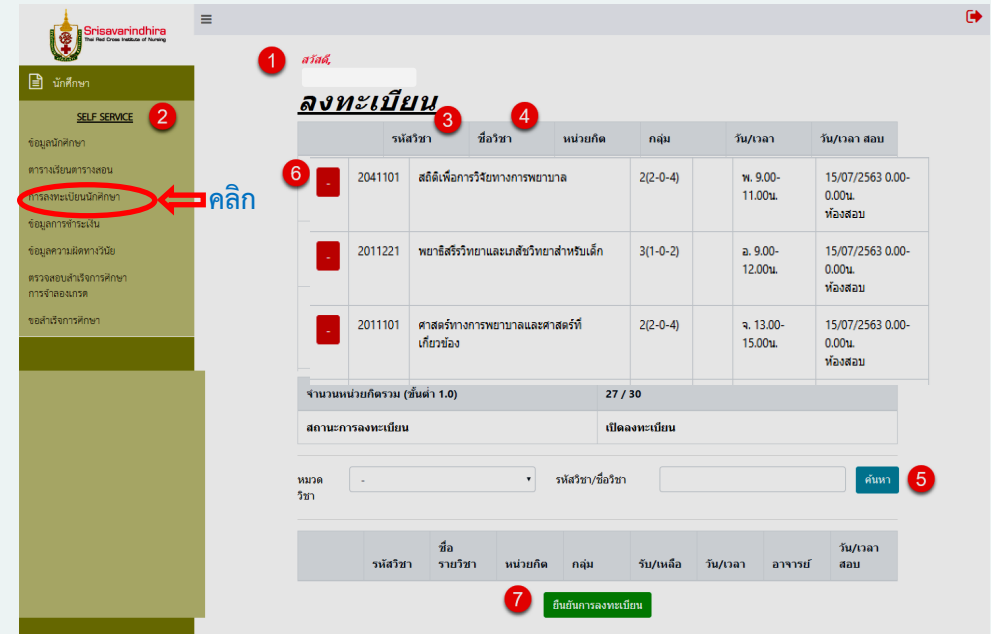 Srisavarindhira
Thai Red Cross Institute of Nursing
นักศึกษา
SELF SERVICE
2
ข้อมูลนักศึกษา
ตารางเรียนตารางสอน
การลงทะเบียนนักศึกษา
คลิก
ข้อมูลการชำระเงิน
ข้อมูลความผิดทางวินัย
ตรวจสอบสำเร็จการศึกษา
การจำลองเกรด
ขอสำเร็จการศึกษา
1
สวัสดี,
ลงทะเบียน
3
4
รหัสวิชา ชื่อวิชา หน่วยกิต กลุ่ม วัน/เวลา วัน/เวลา สอบ
6
- 2041101 สถิติเพื่อการวิจัยทางการพยาบาล 2(2-0-4) พ. 9.00- 15/07/2563 0.00-
11.00น. 0.00น.
ห้องสอบ
- 2011221 พยาธิสรีรวิทยาและเภสัชวิทยาสำหรับเด็ก 3(1-0-2) อ. 9.00- 15/07/2563 0.00-
12.00น. 0.00น.
ห้องสอบ
- 2011101 ศาสตร์ทางการพยาบาลและศาสตร์ที่ 2(2-0-4) จ. 13.00- 15/07/2563 0.00-
เกี่ยวข้อง 15.00น. 0.00น.
ห้องสอบ
จำนวนหน่วยกิตรวม (ขั้นต่ำ 1.0) 27 / 30
สถานะการลงทะเบียน เปิดลงทะเบียน
หมวด - รหัสวิชา/ชื่อวิชา ค้นหา 5
วิชา
ชื่อ วัน/เวลา
รหัสวิชา รายวิชา หน่วยกิต กลุ่ม รับ/เหลือ วัน/เวลา อาจารย์ สอบ
7 ยืนยันการลงทะเบียน